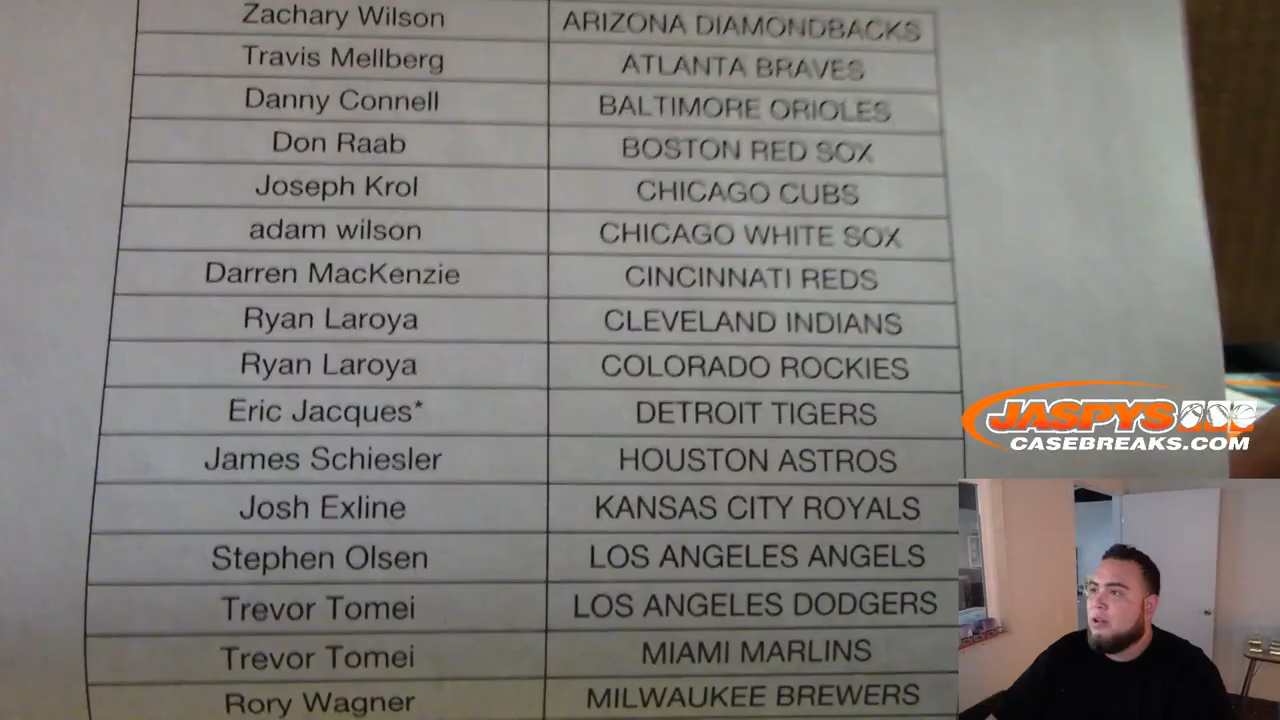 Zachary Wilson ARIZONA DIAMONDBACKS
Travis Mellberg ATLANTA BRAVES
Danny Connell BALTIMORE ORIOLES
Don Raab BOSTON RED SOX
Joseph Krol CHICAGO CUBS
adam wilson CHICAGO WHITE SOX
Darren MacKenzie CINCINNATI REDS
Ryan Laroya CLEVELAND INDIANS
Ryan Laroya COLORADO ROCKIES
Eric Jacques* DETROIT TIGERS
James Schiesler HOUSTON ASTROS
Josh Exline KANSAS CITY ROYALS
Stephen Olsen LOS ANGELES ANGELS
Trevor Tomei LOS ANGELES DODGERS
Trevor Tomei MIAMI MARLINS
Rory Wagner MILWAUKEE BREWERS
JASPYS
CASEBREAKS.COM